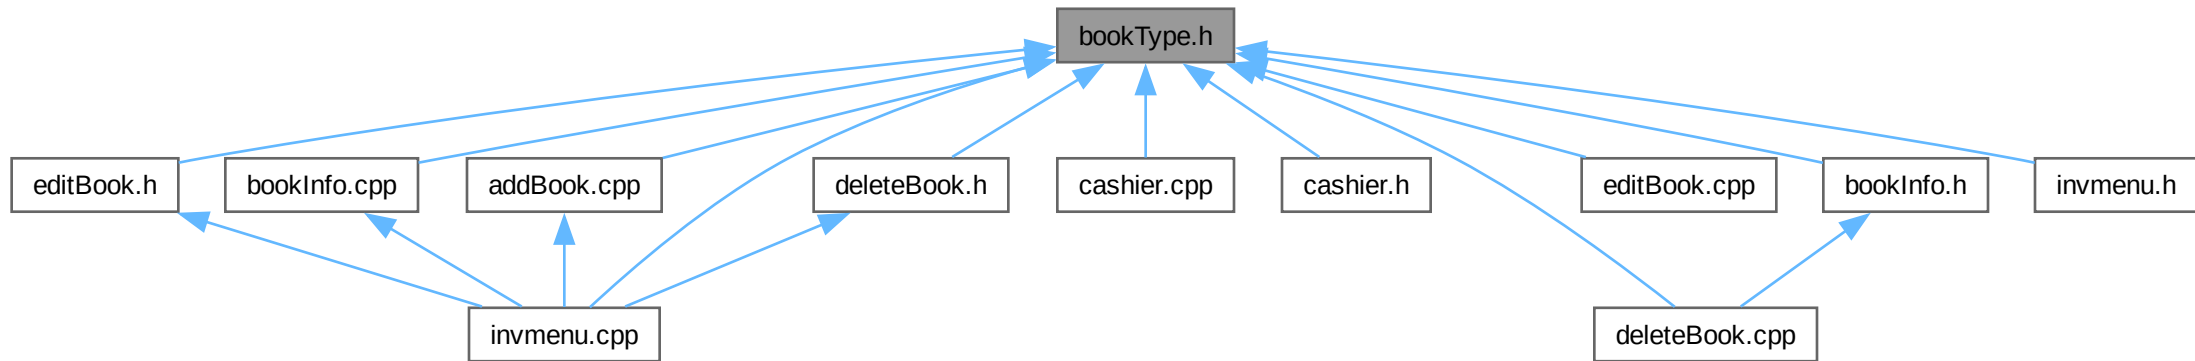 bookType.h
editBook.h
bookInfo.cpp
addBook.cpp
deleteBook.h
cashier.cpp
cashier.h
editBook.cpp
bookInfo.h
invmenu.h
invmenu.cpp
deleteBook.cpp